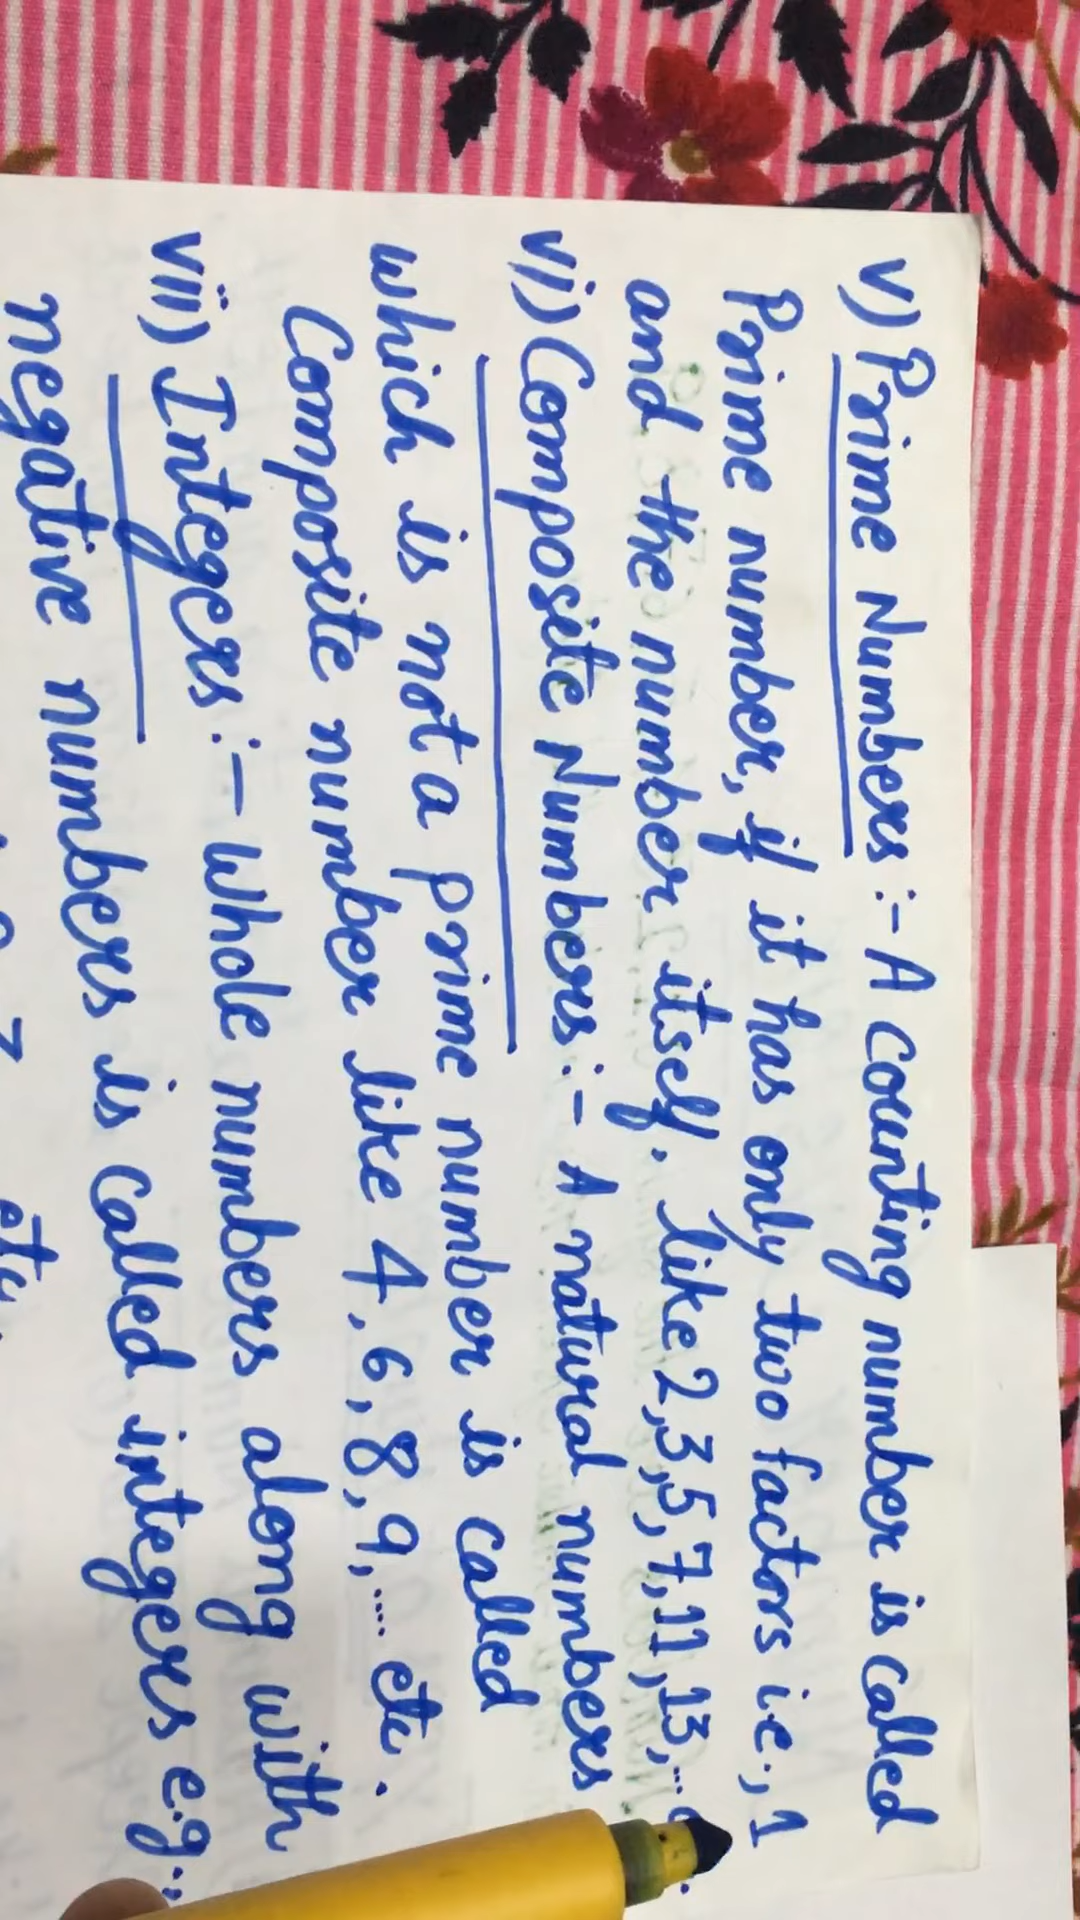 v) Prime Numbers :- A Counting number is called
Prime number, if it has only two factors i.e., 1
and the number itself. like 2,3,5,7,11,13,....
vi) Composite Numbers :- A natural numbers
which is not a prime number is called
Composite number like 4,6,8,9,.... etc.
vii) Integers :- Whole numbers along with
negative numbers is called integers e.g.,